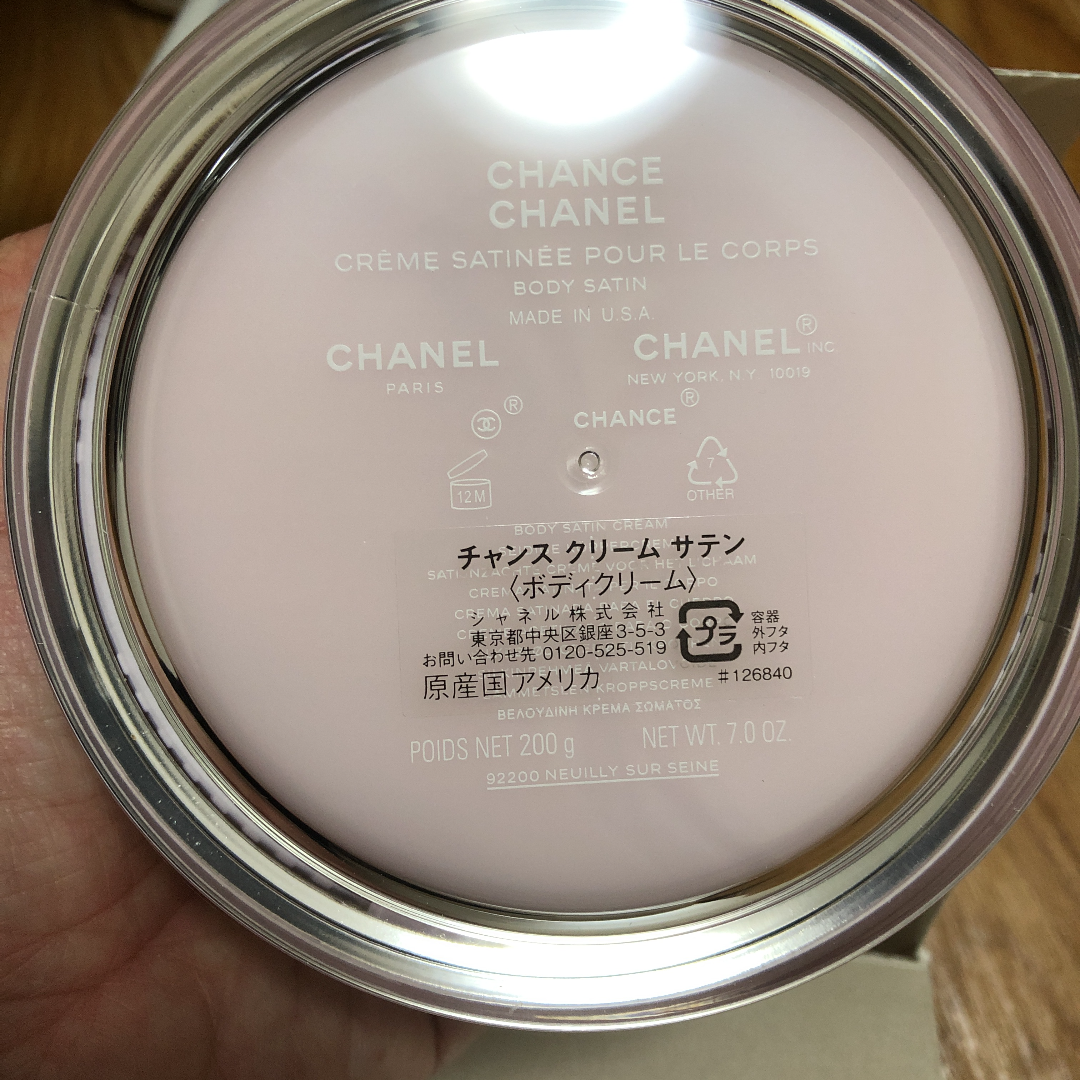 CHANCE
CHANEL
CRÈME SATINÉE POUR LE CORPS
BODY SATIN
MADE IN U.S.A.
CHANEL
PARIS
CHANEL® INC
NEW YORK, N.Y. 10019
®
CHANCE®
12M
7
OTHER
BODY SATIN CREAM
チャンス クリーム サテン
〈ボディクリーム〉
シャネル株式会社
東京都中央区銀座3-5-3
お問い合わせ先 0120-525-519
原産国アメリカ
プラ
容器
外フタ
内フタ
#126840
KROPPSCREME
ΒΕΛΟΥΔΙΝΗ ΚΡΕΜΑ ΣΩΜΑΤΟΣ
POIDS NET 200 g
NET WT. 7.0 OZ.
92200 NEUILLY SUR SEINE